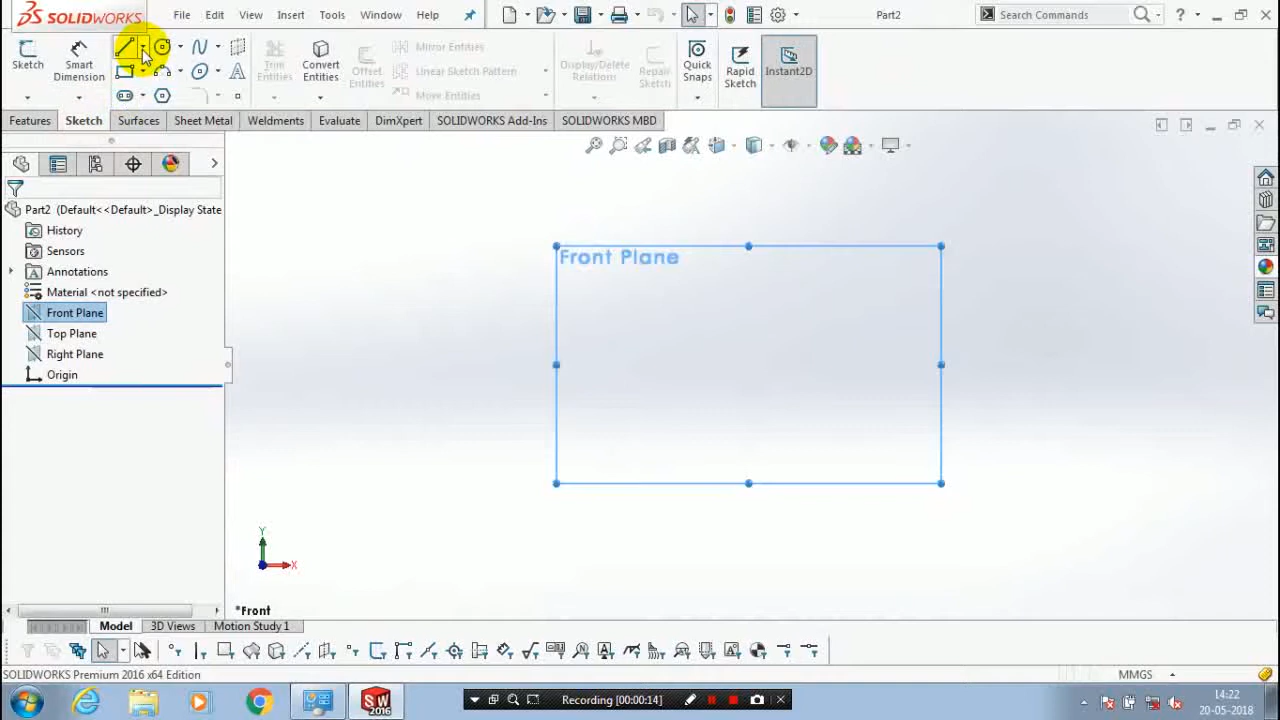 SOLIDWORKS
File Edit View Insert Tools Window Help
Part2
Search Commands
?
Sketch
Smart Dimension
Trim Entities
Convert Entities
Offset Entities
Mirror Entities
Linear Sketch Pattern
Move Entities
Display/Delete Relations
Repair Sketch
Quick Snaps
Rapid Sketch
Instant2D
Features Sketch Surfaces Sheet Metal Weldments Evaluate DimXpert SOLIDWORKS Add-Ins SOLIDWORKS MBD
Part2 (Default<<Default>_Display State
History
Sensors
Annotations
Material <not specified>
Front Plane
Top Plane
Right Plane
Origin
Front Plane
Y
X
*Front
Model 3D Views Motion Study 1
SOLIDWORKS Premium 2016 x64 Edition
MMGS
SW
2016
Recording [00:00:14]
14:22
20-05-2018